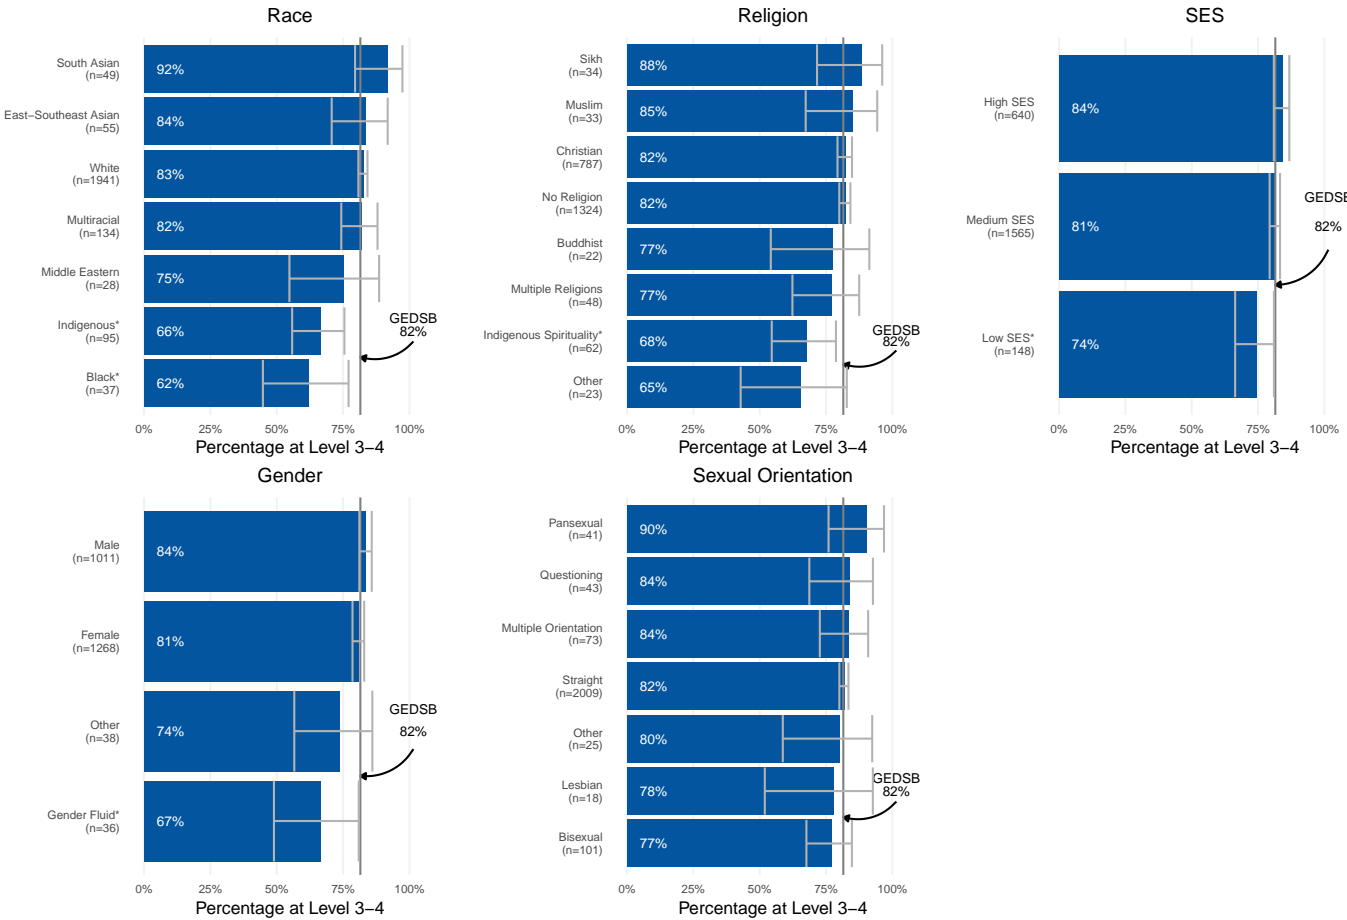 Race
South Asian
(n=49)
92%
East−Southeast Asian
(n=55)
84%
White
(n=1941)
83%
Multiracial
(n=134)
82%
Middle Eastern
(n=28)
75%
Indigenous*
(n=95)
66%
Black*
(n=37)
62%
GEDSB
82%
0% 25% 50% 75% 100%
Percentage at Level 3−4
Religion
Sikh
(n=34)
88%
Muslim
(n=33)
85%
Christian
(n=787)
82%
No Religion
(n=1324)
82%
Buddhist
(n=22)
77%
Multiple Religions
(n=48)
77%
Indigenous Spirituality*
(n=62)
68%
Other
(n=23)
65%
GEDSB
82%
0% 25% 50% 75% 100%
Percentage at Level 3−4
SES
High SES
(n=640)
84%
Medium SES
(n=1565)
81%
Low SES*
(n=148)
74%
GEDSB
82%
0% 25% 50% 75% 100%
Percentage at Level 3−4
Gender
Male
(n=1011)
84%
Female
(n=1268)
81%
Other
(n=38)
74%
Gender Fluid*
(n=36)
67%
GEDSB
82%
0% 25% 50% 75% 100%
Percentage at Level 3−4
Sexual Orientation
Pansexual
(n=41)
90%
Questioning
(n=43)
84%
Multiple Orientation
(n=73)
84%
Straight
(n=2009)
82%
Other
(n=25)
80%
Lesbian
(n=18)
78%
Bisexual
(n=101)
77%
GEDSB
82%
0% 25% 50% 75% 100%
Percentage at Level 3−4